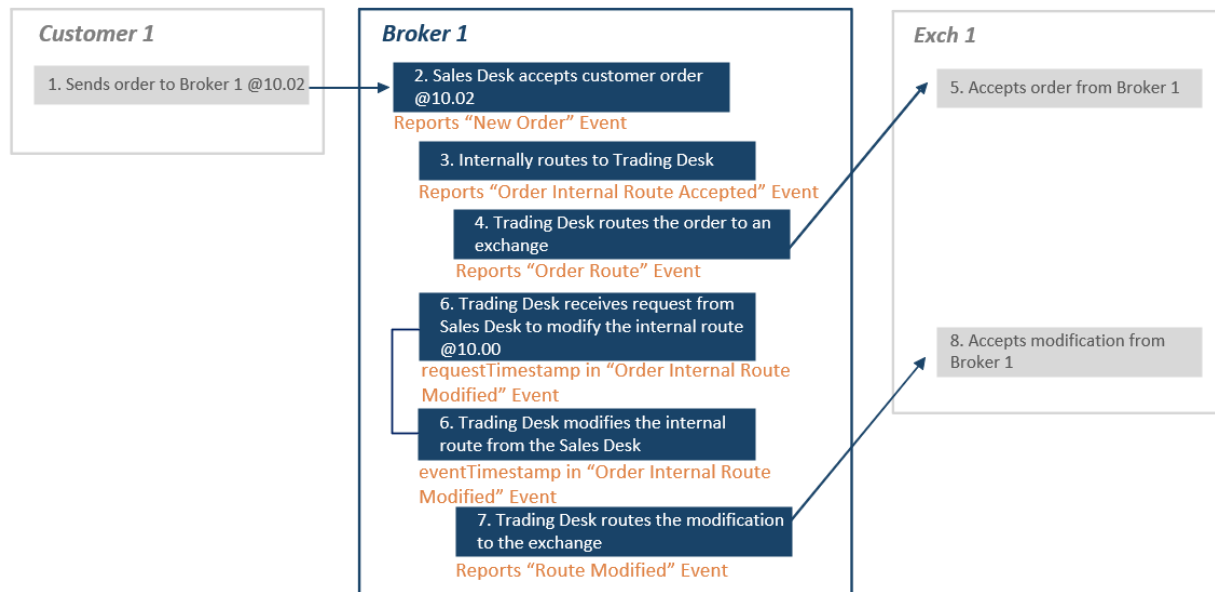 Customer 1
1. Sends order to Broker 1 @10.02
Broker 1
2. Sales Desk accepts customer order
@10.02
Reports “New Order” Event
3. Internally routes to Trading Desk
Reports “Order Internal Route Accepted” Event
4. Trading Desk routes the order to an
exchange
Reports “Order Route” Event
6. Trading Desk receives request from
Sales Desk to modify the internal route
@10.00
requestTimestamp in “Order Internal Route
Modified” Event
6. Trading Desk modifies the internal
route from the Sales Desk
eventTimestamp in “Order Internal Route
Modified” Event
7. Trading Desk routes the modification
to the exchange
Reports “Route Modified” Event
Exch 1
5. Accepts order from Broker 1
8. Accepts modification from
Broker 1